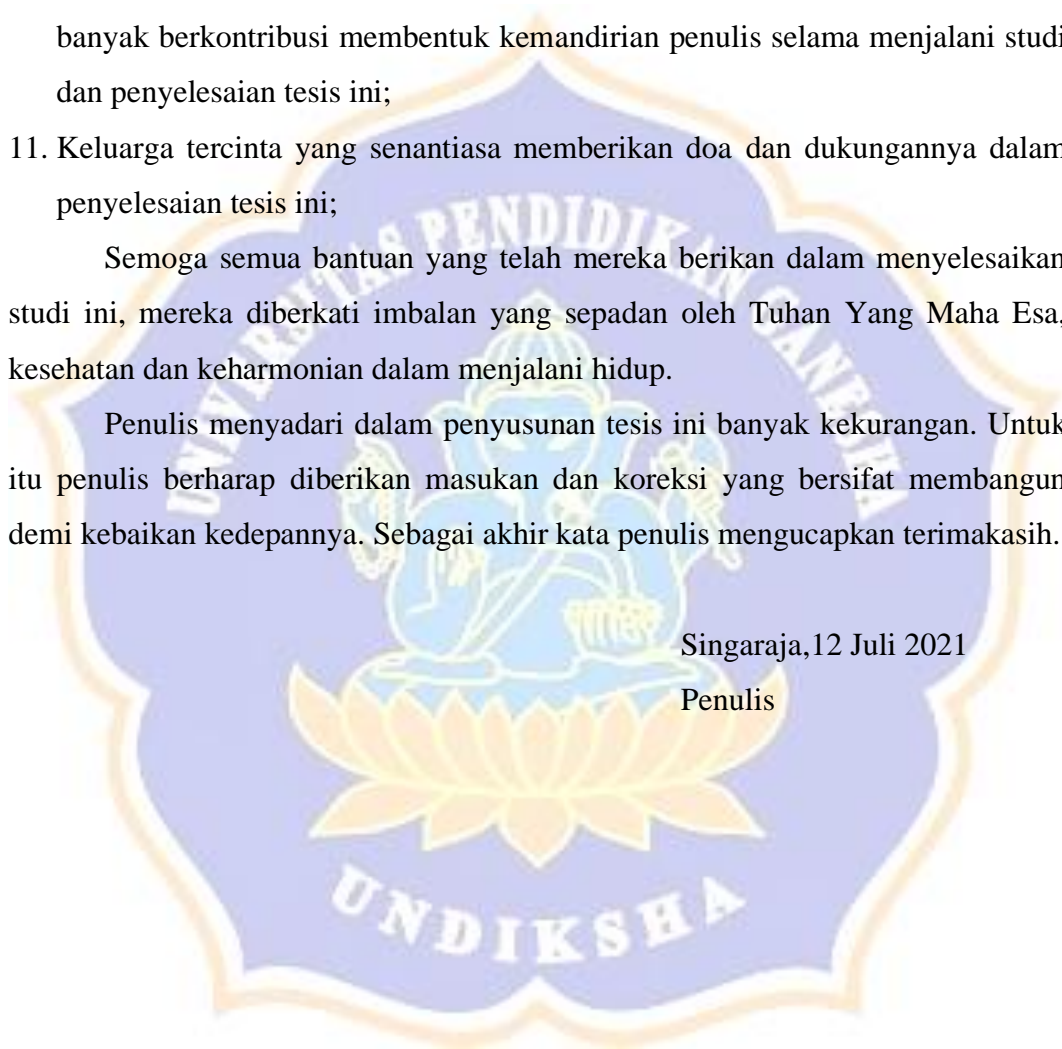 banyak berkontribusi membentuk kemandirian penulis selama menjalani studi
dan penyelesaian tesis ini;
11. Keluarga tercinta yang senantiasa memberikan doa dan dukungannya dalam
penyelesaian tesis ini;
Semoga semua bantuan yang telah mereka berikan dalam menyelesaikan
studi ini, mereka diberkati imbalan yang sepadan oleh Tuhan Yang Maha Esa,
kesehatan dan keharmonian dalam menjalani hidup.
Penulis menyadari dalam penyusunan tesis ini banyak kekurangan. Untuk
itu penulis berharap diberikan masukan dan koreksi yang bersifat membangun
demi kebaikan kedepannya. Sebagai akhir kata penulis mengucapkan terimakasih.
Singaraja,12 Juli 2021
Penulis
UNIVERSITAS PENDIDIKAN GANESHA
UNDIKSHA